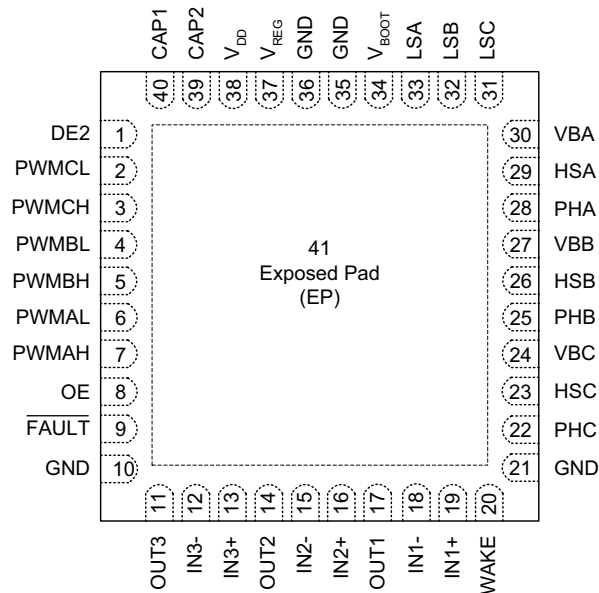 CAP1
CAP2
VDD
VREG
GND
GND
VBOOT
LSA
LSB
LSC
40
39
38
37
36
35
34
33
32
31
DE2 1
PWMCL 2
PWMCH 3
PWMBL 4
PWMBH 5
PWMAL 6
PWMAH 7
OE 8
FAULT 9
GND 10
41
Exposed Pad
(EP)
30 VBA
29 HSA
28 PHA
27 VBB
26 HSB
25 PHB
24 VBC
23 HSC
22 PHC
21 GND
11
12
13
14
15
16
17
18
19
20
OUT3
IN3-
IN3+
OUT2
IN2-
IN2+
OUT1
IN1-
IN1+
WAKE